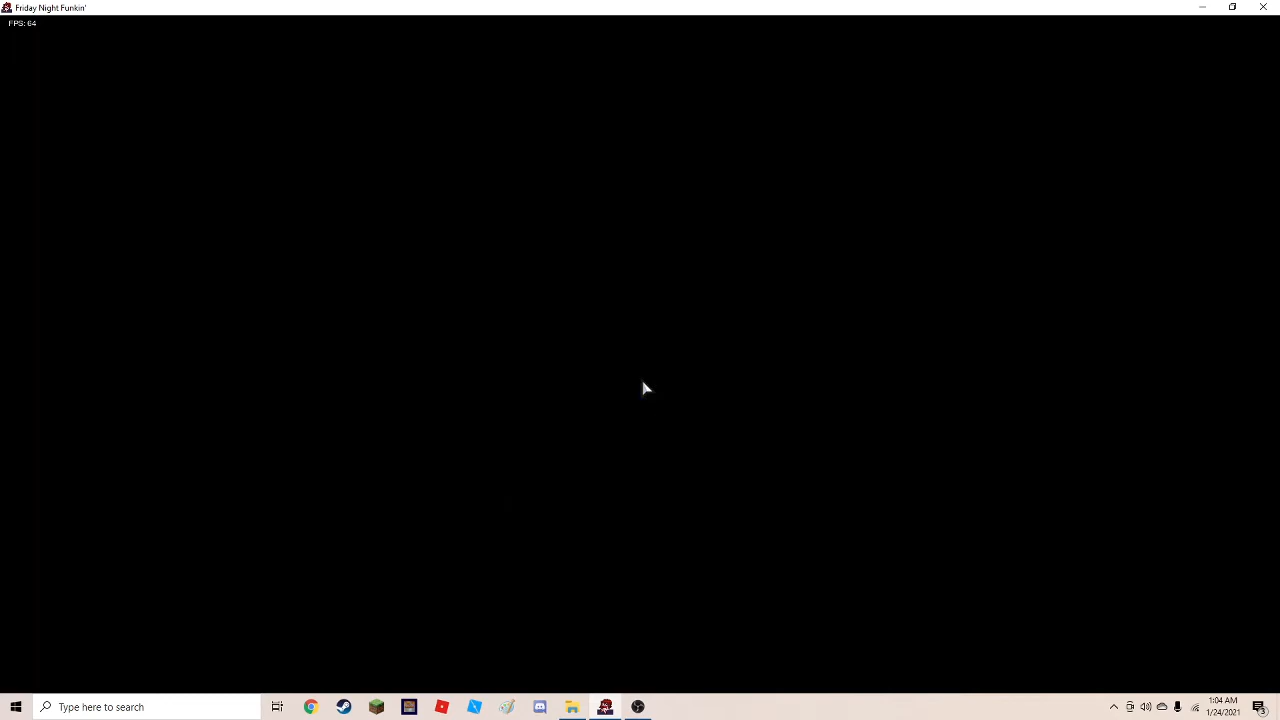 Friday Night Funkin'
FPS: 64
Type here to search
1:04 AM
1/24/2021